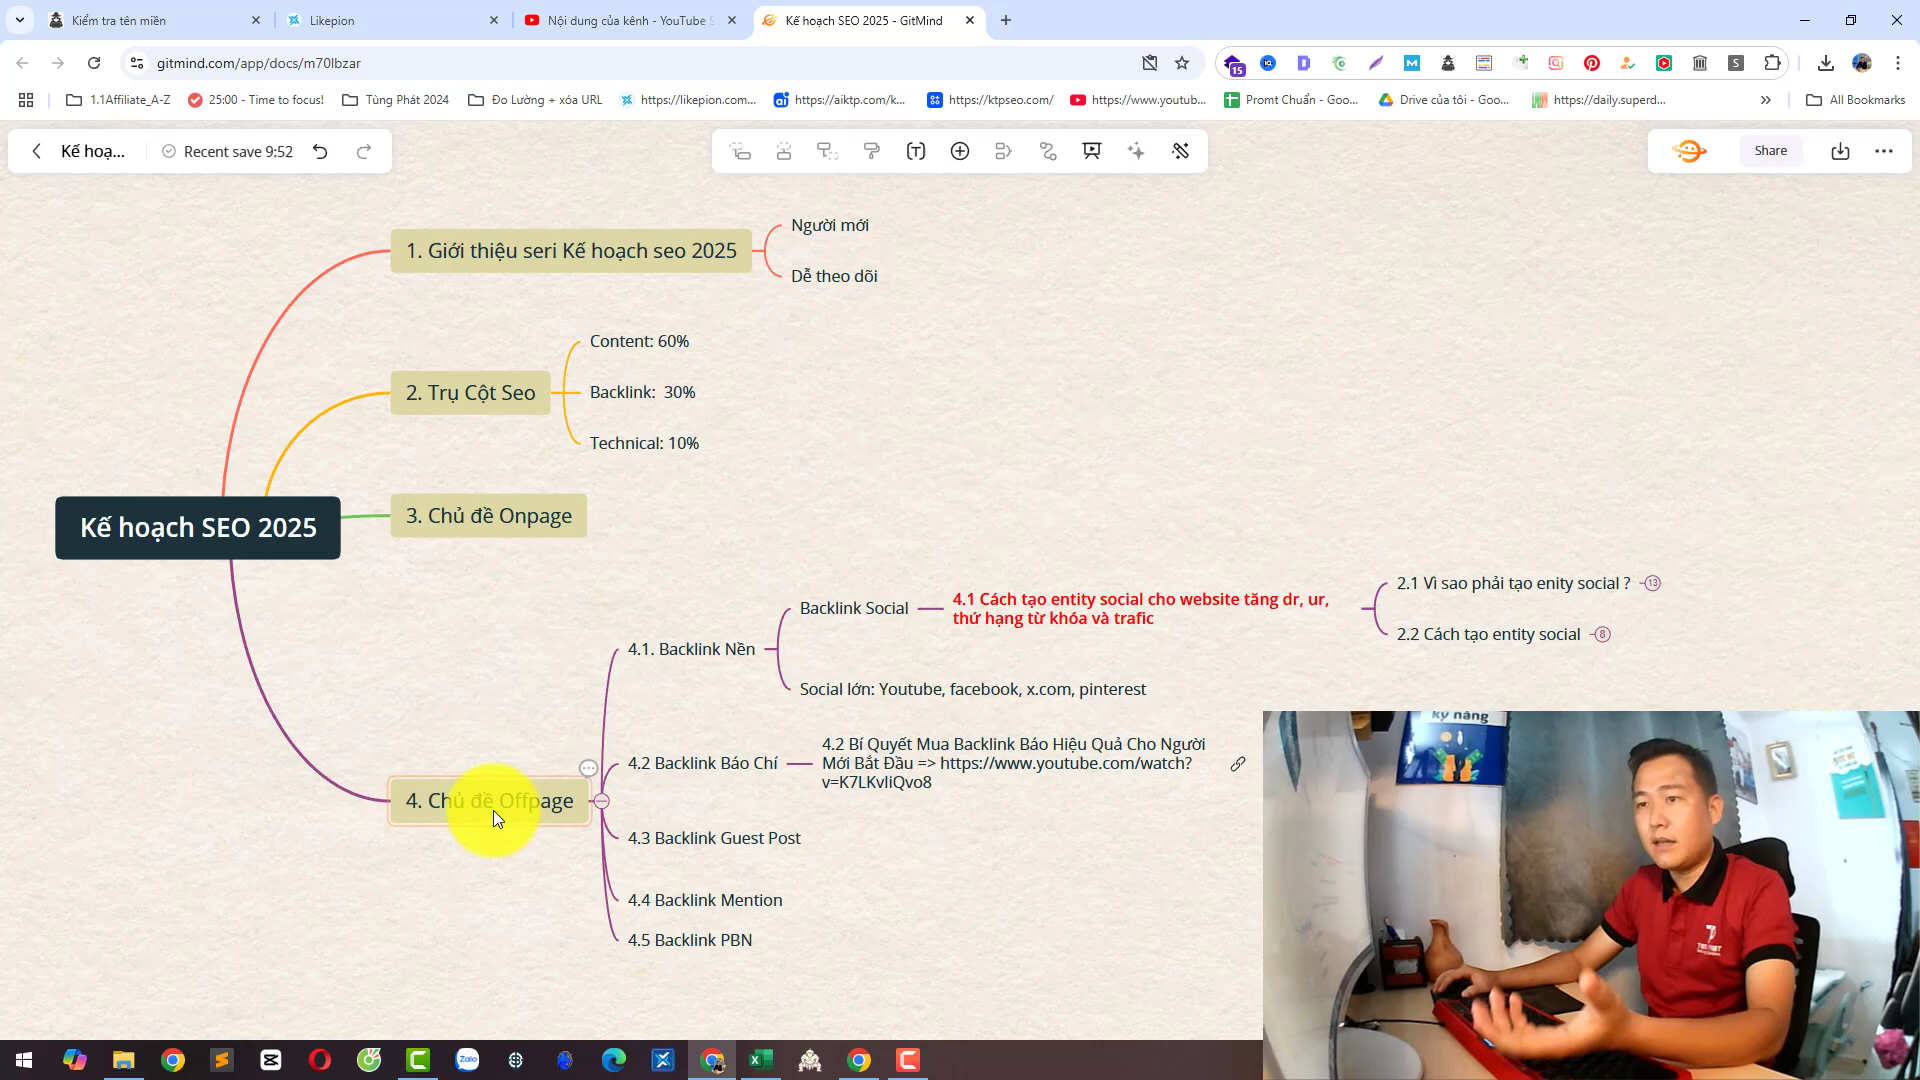 Kiểm tra tên miền
Likepion
Nội dung của kênh - YouTube S
Kế hoạch SEO 2025 - GitMind
gitmind.com/app/docs/m70lbzar
15
1.1Affiliate_A-Z
25:00 - Time to focus!
Tùng Phát 2024
Đo Lường + xóa URL
https://likepion.com...
https://aiktp.com/k...
https://ktpseo.com/
https://www.youtub...
Promt Chuẩn - Goo...
Drive của tôi - Goo...
https://daily.superd...
All Bookmarks
Kế hoạ...
Recent save 9:52
Share
1. Giới thiệu seri Kế hoạch seo 2025
Người mới
Dễ theo dõi
2. Trụ Cột Seo
Content: 60%
Backlink: 30%
Technical: 10%
Kế hoạch SEO 2025
3. Chủ đề Onpage
4. Chủ đề Offpage
4.1. Backlink Nền
Backlink Social
4.1 Cách tạo entity social cho website tăng dr, ur,
thứ hạng từ khóa và trafic
2.1 Vì sao phải tạo enity social ?
13
2.2 Cách tạo entity social
8
Social lớn: Youtube, facebook, x.com, pinterest
4.2 Backlink Báo Chí
4.2 Bí Quyết Mua Backlink Báo Hiệu Quả Cho Người
Mới Bắt Đầu => https://www.youtube.com/watch?
v=K7LKvliQvo8
4.3 Backlink Guest Post
4.4 Backlink Mention
4.5 Backlink PBN
kỹ năng
Zalo